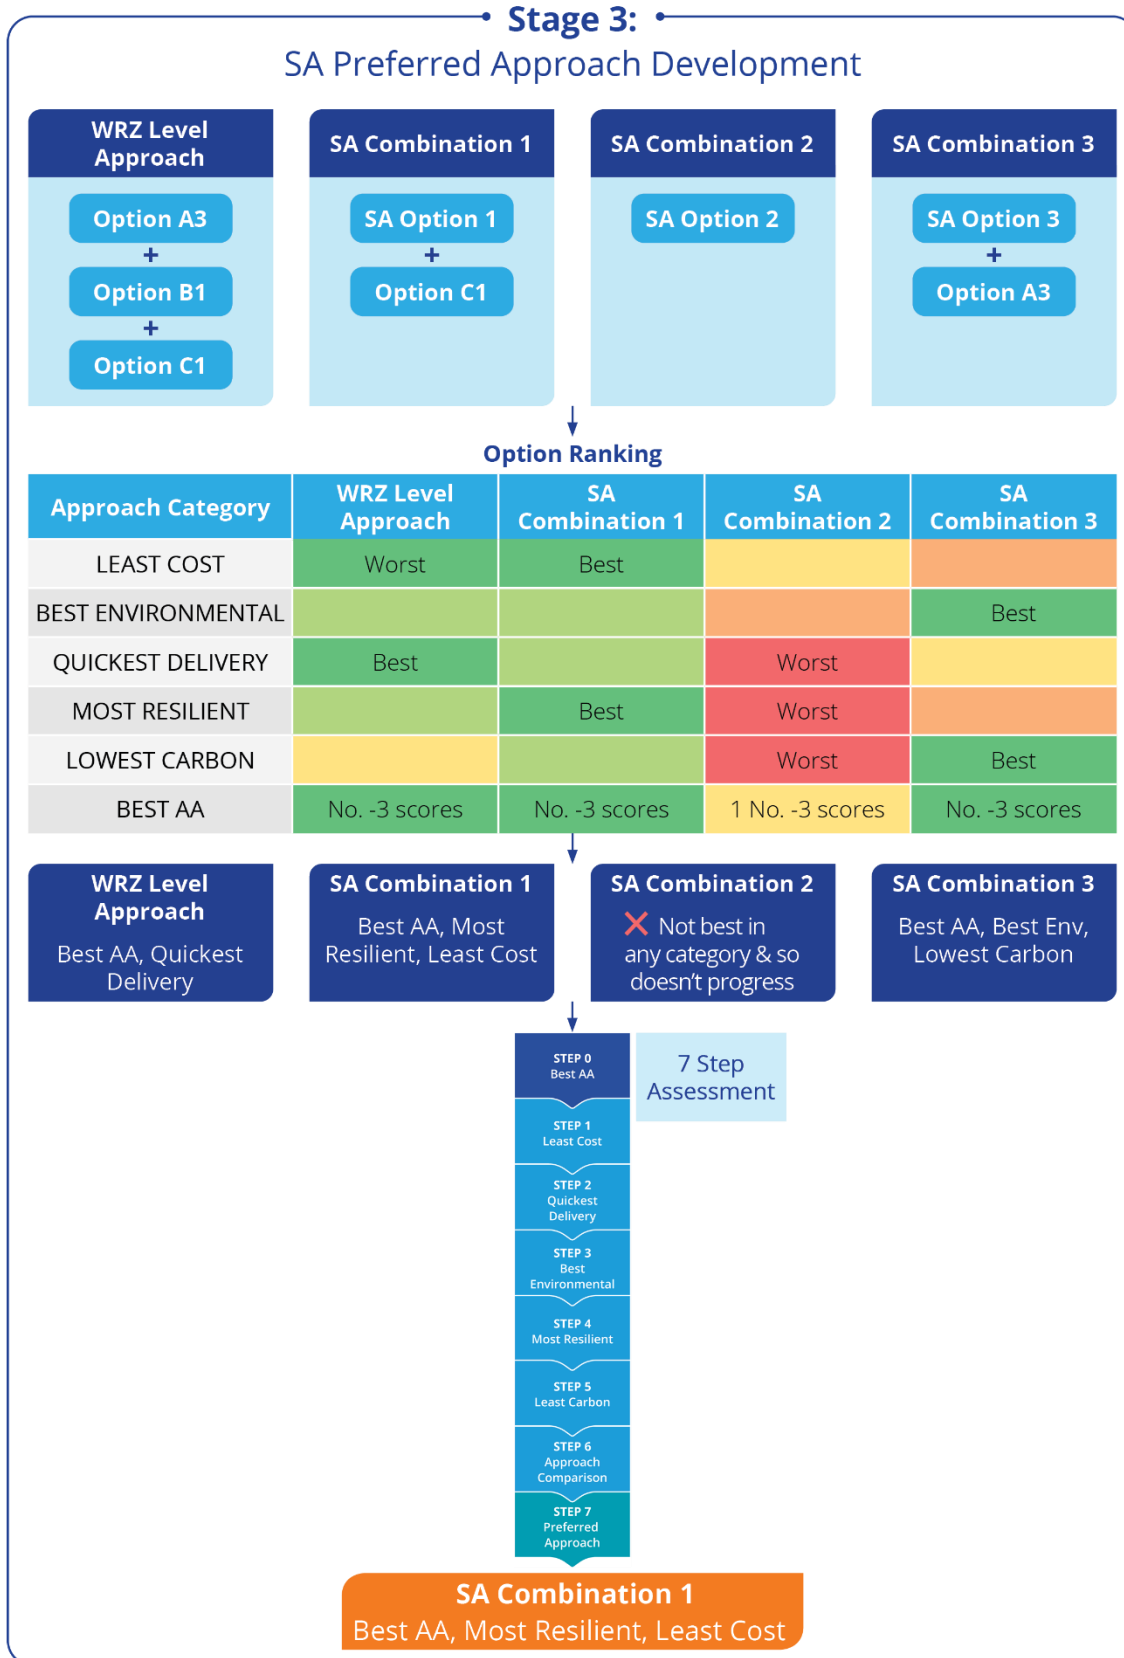 Stage 3:
SA Preferred Approach Development
WRZ Level
Approach
Option A3
+
Option B1
+
Option C1
SA Combination 1
SA Option 1
+
Option C1
SA Combination 2
SA Option 2
SA Combination 3
SA Option 3
+
Option A3
Option Ranking
Approach Category
WRZ Level
Approach
SA
Combination 1
SA
Combination 2
SA
Combination 3
LEAST COST
Worst
Best
BEST ENVIRONMENTAL
Best
QUICKEST DELIVERY
Best
Worst
MOST RESILIENT
Best
Worst
LOWEST CARBON
Worst
Best
BEST AA
No. -3 scores
No. -3 scores
1 No. -3 scores
No. -3 scores
WRZ Level
Approach
Best AA, Quickest
Delivery
SA Combination 1
Best AA, Most
Resilient, Least Cost
SA Combination 2
Not best in
any category & so
doesn’t progress
SA Combination 3
Best AA, Best Env,
Lowest Carbon
STEP 0
Best AA
7 Step
Assessment
STEP 1
Least Cost
STEP 2
Quickest
Delivery
STEP 3
Best
Environmental
STEP 4
Most Resilient
STEP 5
Least Carbon
STEP 6
Approach
Comparison
STEP 7
Preferred
Approach
SA Combination 1
Best AA, Most Resilient, Least Cost